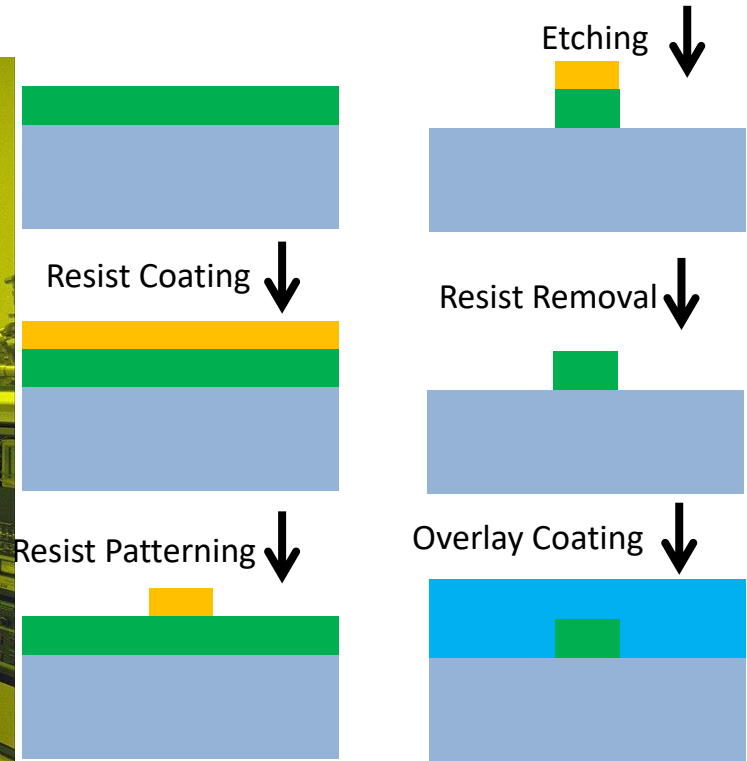 Resist Coating
Resist Patterning
Etching
Resist Removal
Overlay Coating